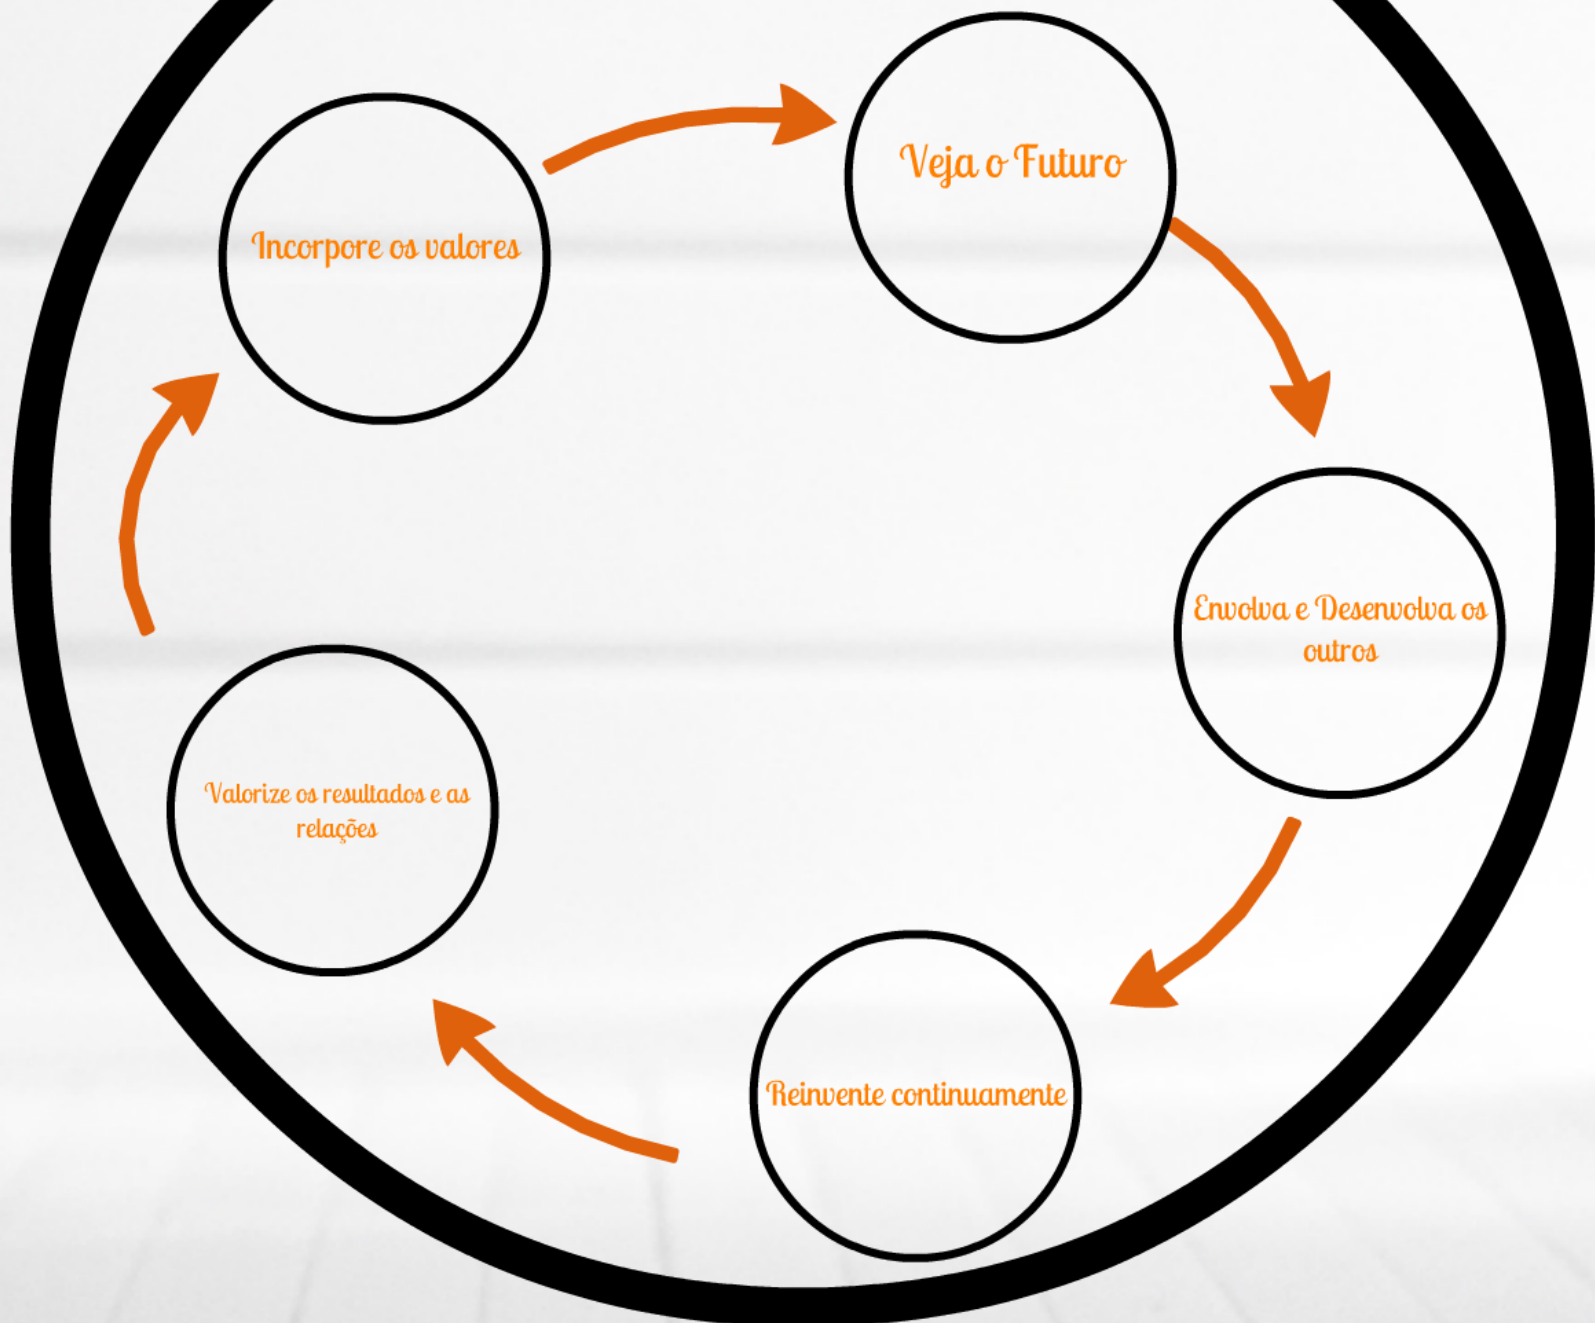 Veja o Futuro
Incorpore os valores
Envolva e Desenvolva os
outros
Valorize os resultados e as
relações
Reinvente continuamente